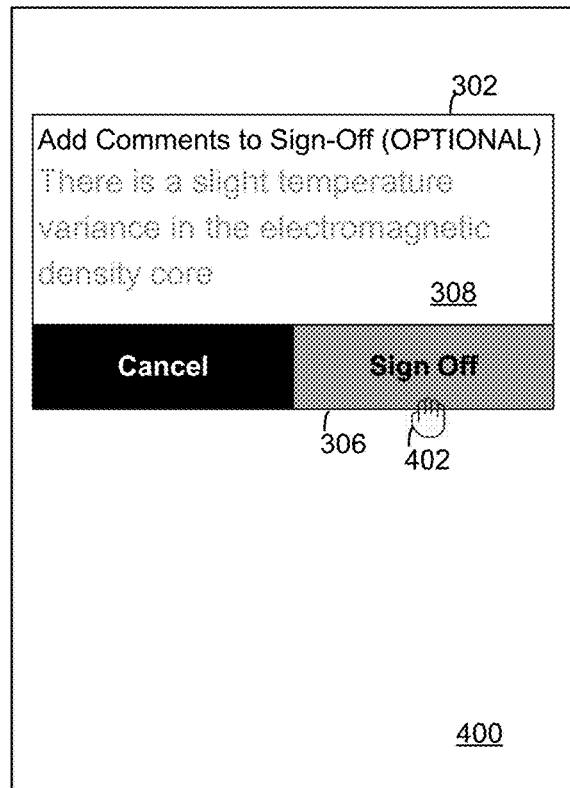 302
Add Comments to Sign-Off (OPTIONAL)
There is a slight temperature
variance in the electromagnetic
density core
308
Cancel Sign Off
306
402
400